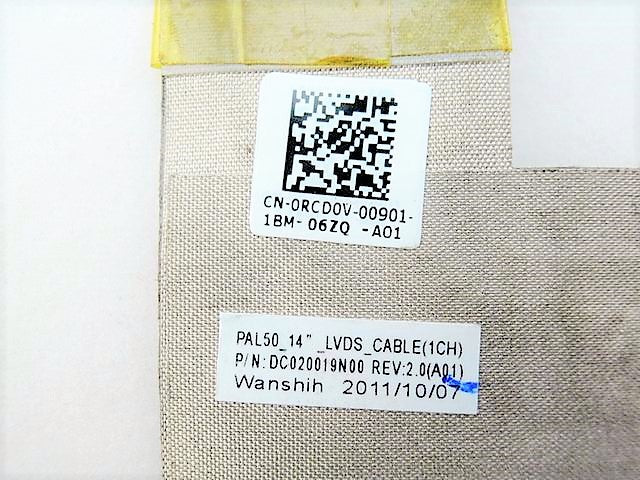 CN-0RCD0V-00901-
1BM- 06ZQ -A01
PAL50_14"_LVDS_CABLE(1CH)
P/N:DC020019N00 REV:2.0(A01)
Wanshih 2011/10/07